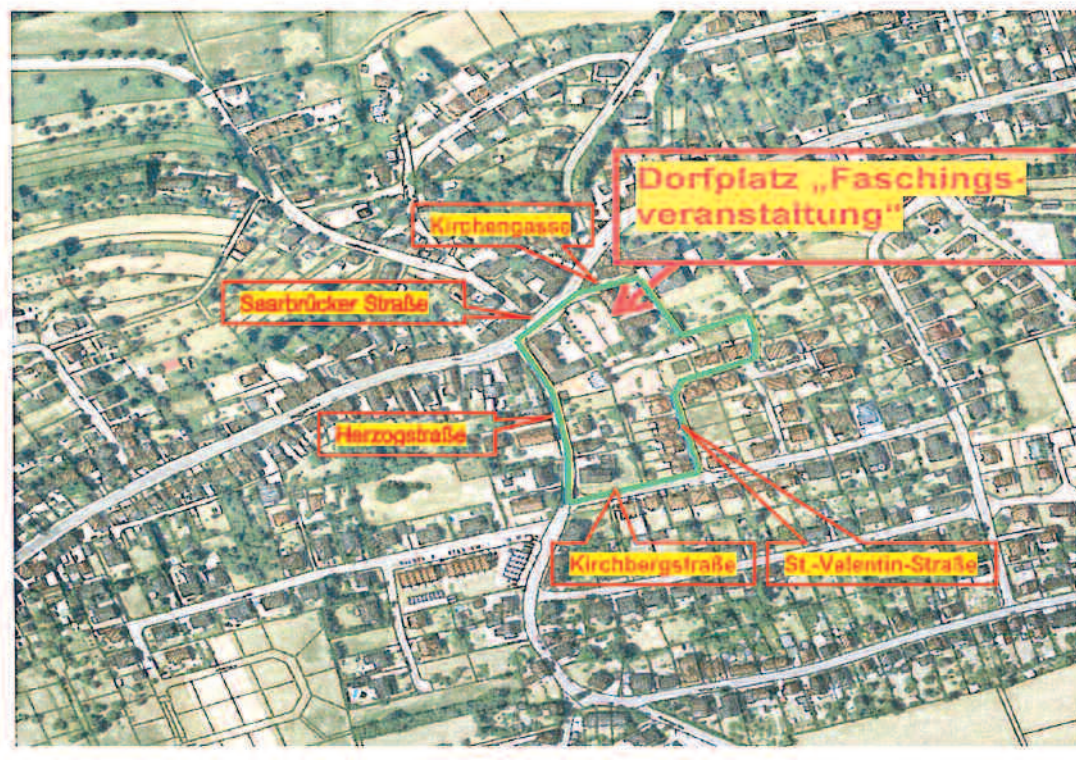 Dorfplatz „Faschings-
veranstaltung“
Kirchengasse
Saarbrücker Straße
Herzogstraße
Kirchbergstraße
St.-Valentin-Straße